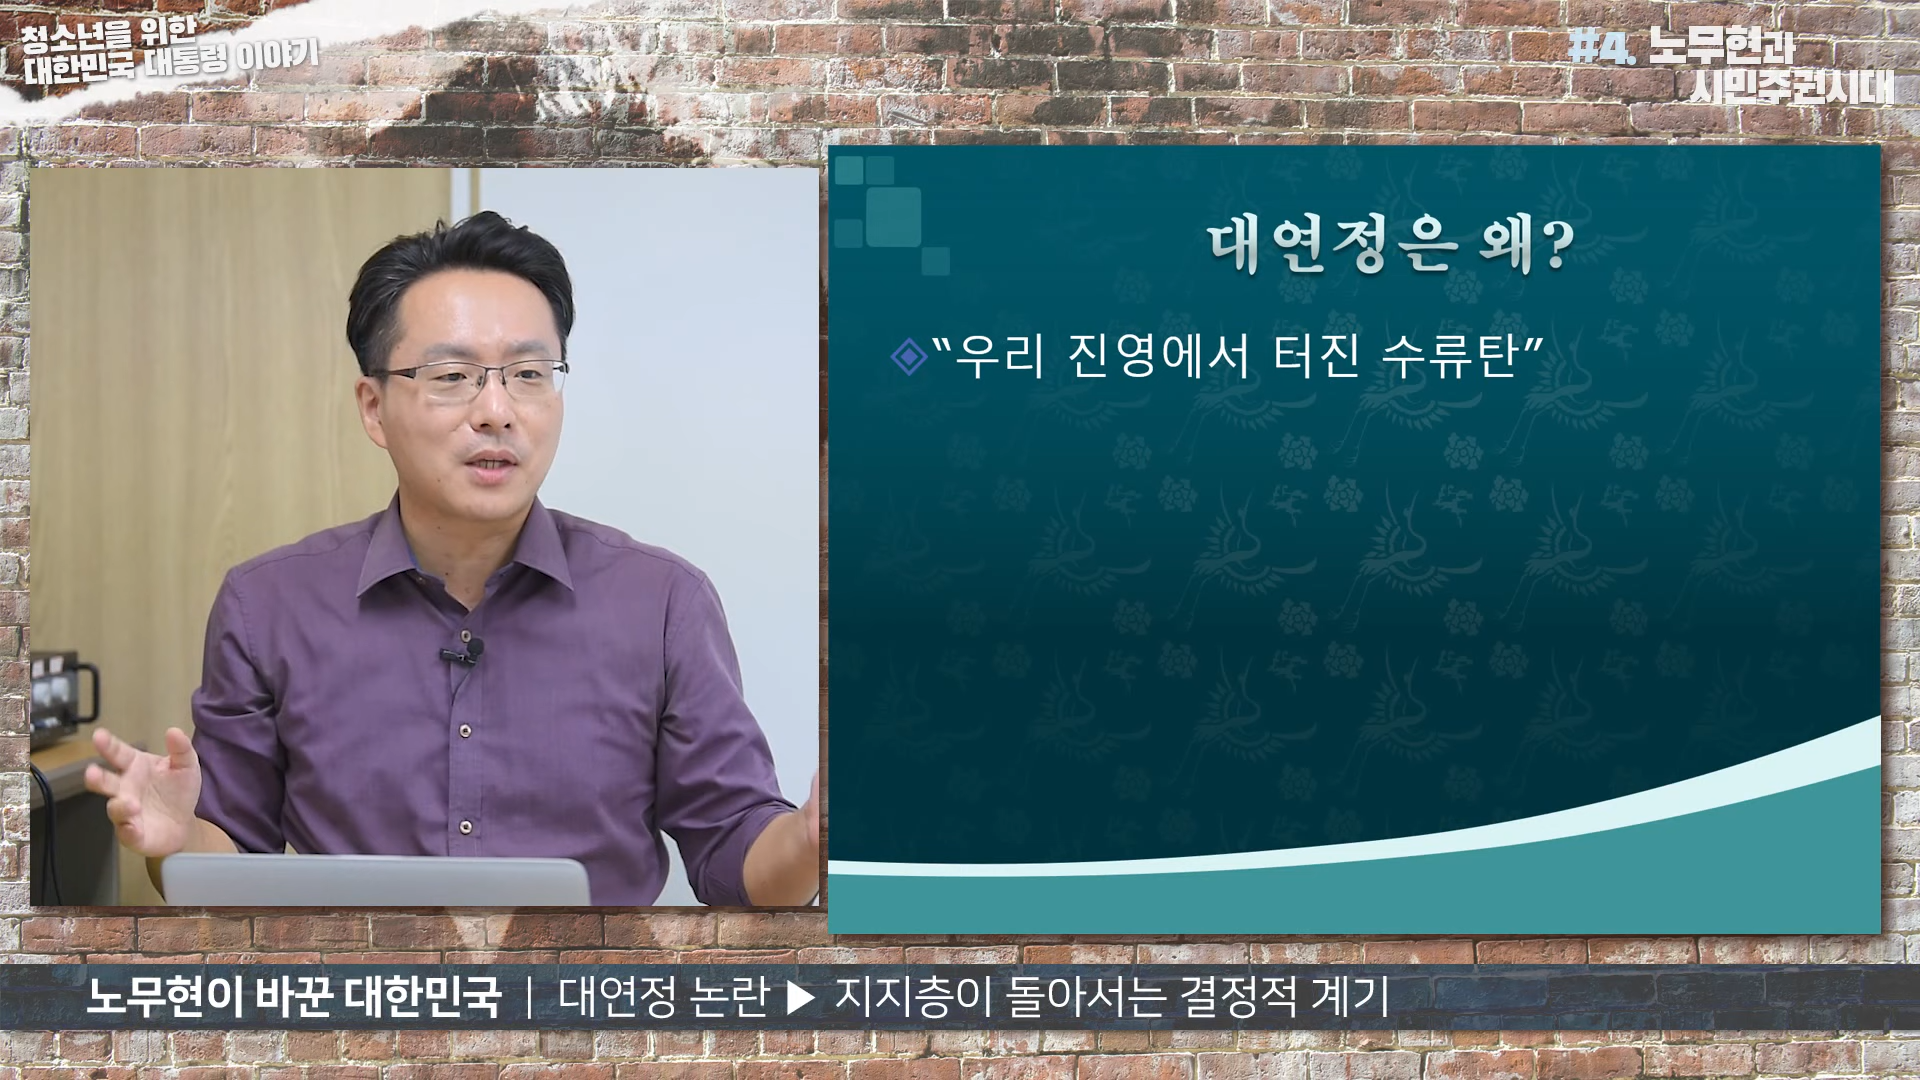 청소년을 위한
대한민국 대통령 이야기
#4. 노무현과
시민주권시대
대연정은 왜?
“우리 진영에서 터진 수류탄”
노무현이 바꾼 대한민국 | 대연정 논란 ▶ 지지층이 돌아서는 결정적 계기